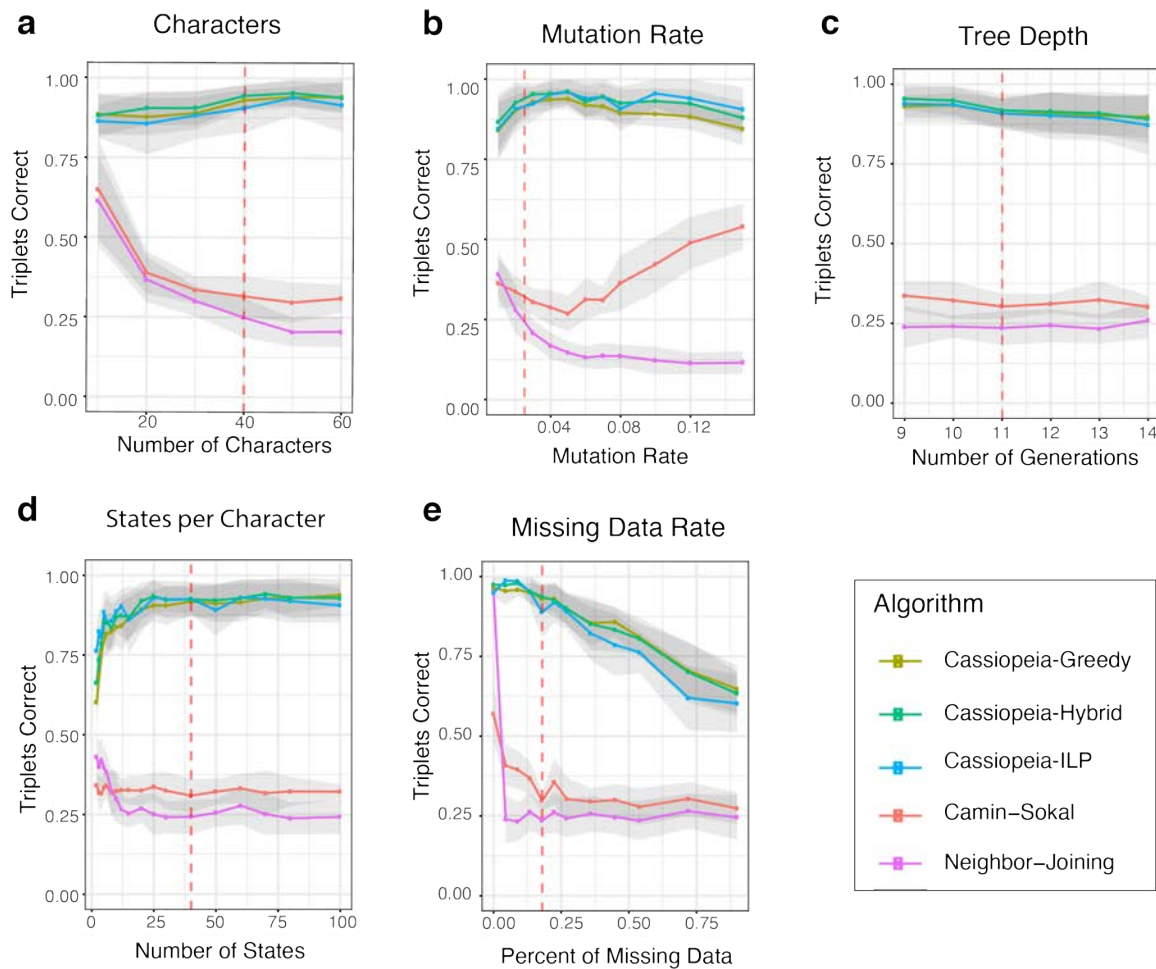 a
Characters
Triplets Correct
1.00
0.75
0.50
0.25
0.00
20 40 60
Number of Characters
b
Mutation Rate
Triplets Correct
1.00
0.75
0.50
0.25
0.00
0.04 0.08 0.12
Mutation Rate
c
Tree Depth
Triplets Correct
1.00
0.75
0.50
0.25
0.00
9 10 11 12 13 14
Number of Generations
d
States per Character
Triplets Correct
1.00
0.75
0.50
0.25
0.00
0 25 50 75 100
Number of States
e
Missing Data Rate
Triplets Correct
1.00
0.75
0.50
0.25
0.00
0.00 0.25 0.50 0.75
Percent of Missing Data
Algorithm
Cassiopeia-Greedy
Cassiopeia-Hybrid
Cassiopeia-ILP
Camin−Sokal
Neighbor−Joining